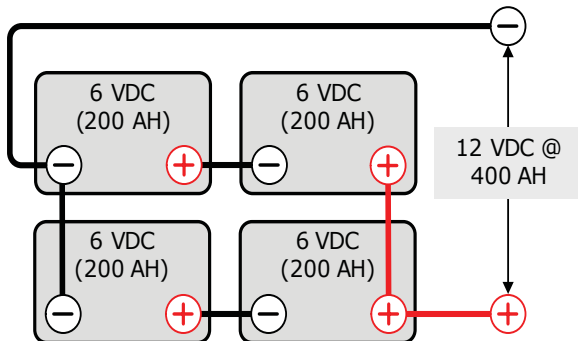 −
6 VDC
(200 AH)
− +
6 VDC
(200 AH)
− +
12 VDC @
400 AH
6 VDC
(200 AH)
− +
6 VDC
(200 AH)
− + +